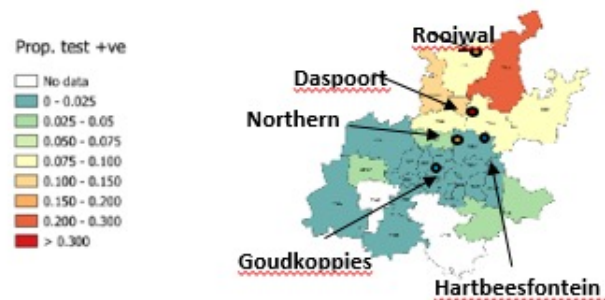 Prop. test +ve
No data
0 - 0.025
0.025 - 0.05
0.050 - 0.075
0.075 - 0.100
0.100 - 0.150
0.150 - 0.200
0.200 - 0.300
> 0.300
Rooiwal
Daspoort
Northern
Goudkoppies
Hartbeesfontein